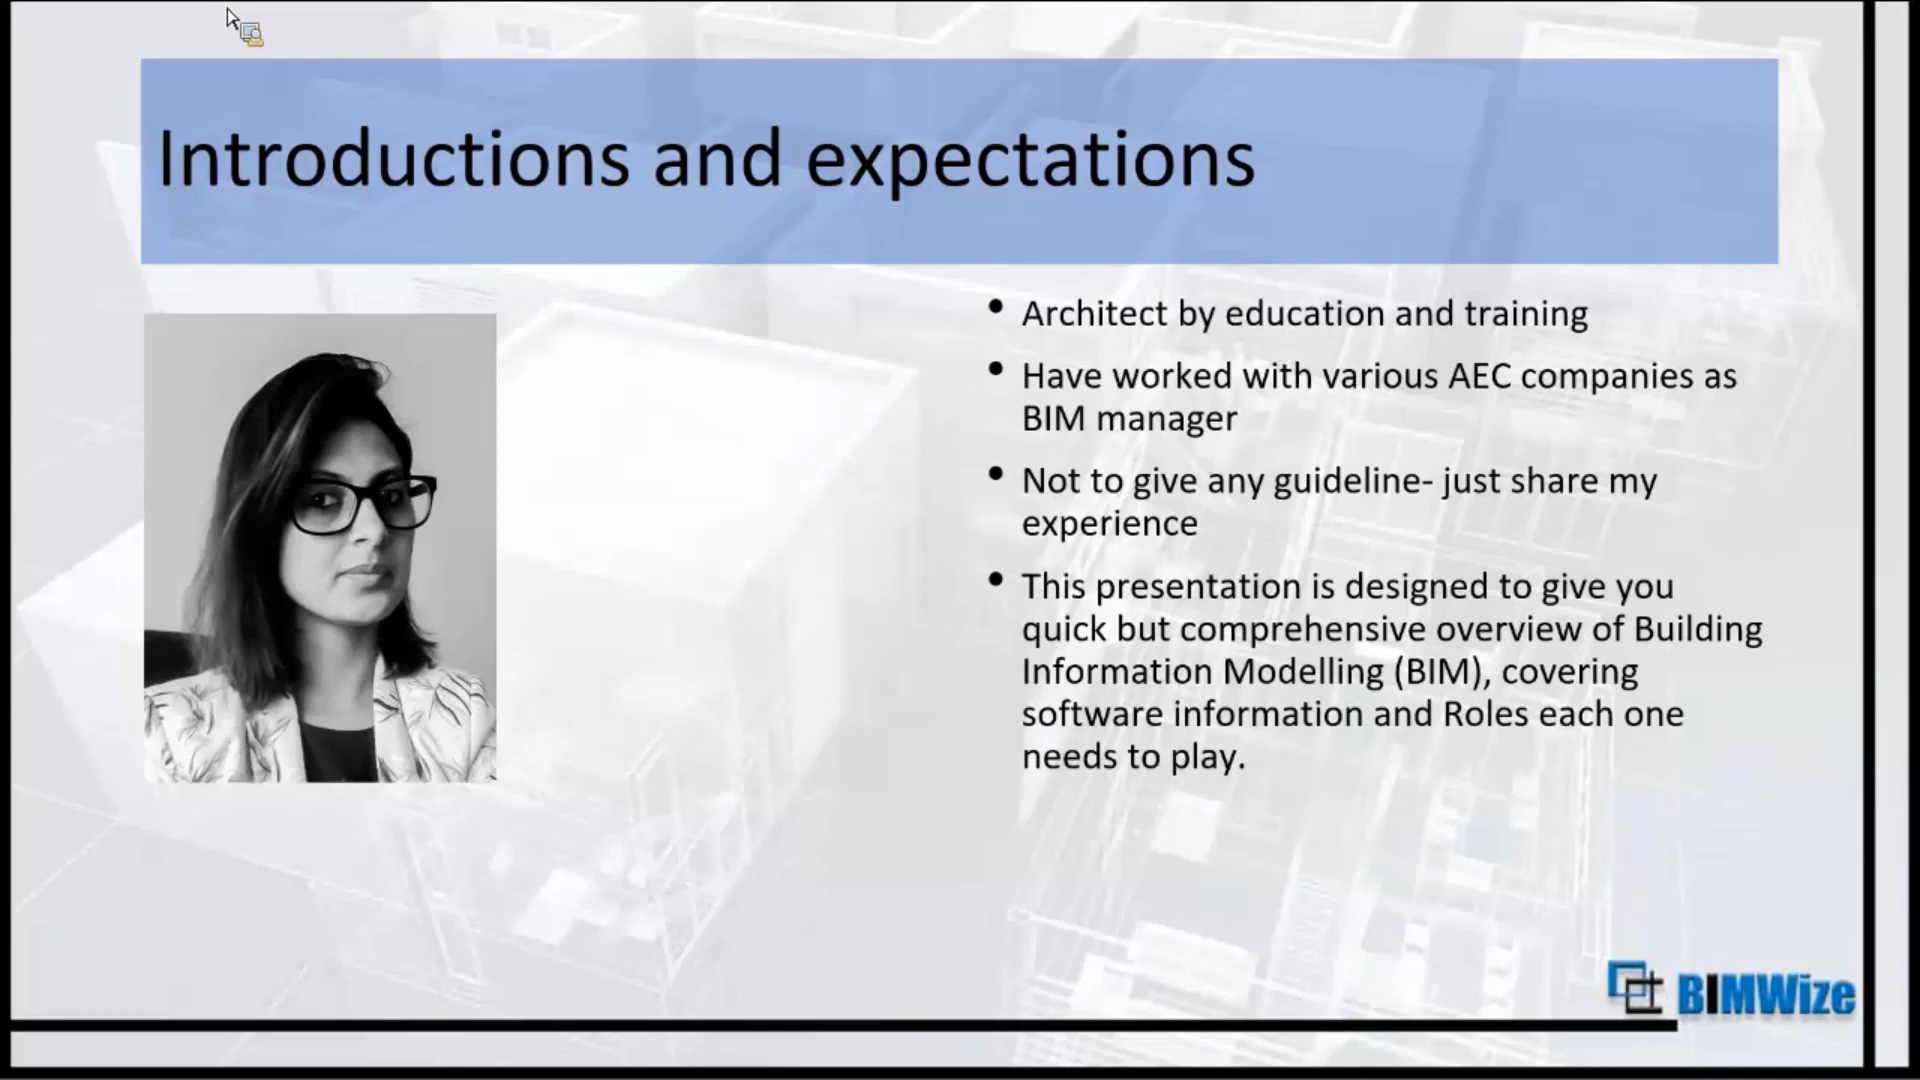 Introductions and expectations
• Architect by education and training
• Have worked with various AEC companies as
BIM manager
• Not to give any guideline- just share my
experience
• This presentation is designed to give you
quick but comprehensive overview of Building
Information Modelling (BIM), covering
software information and Roles each one
needs to play.
BIMWize